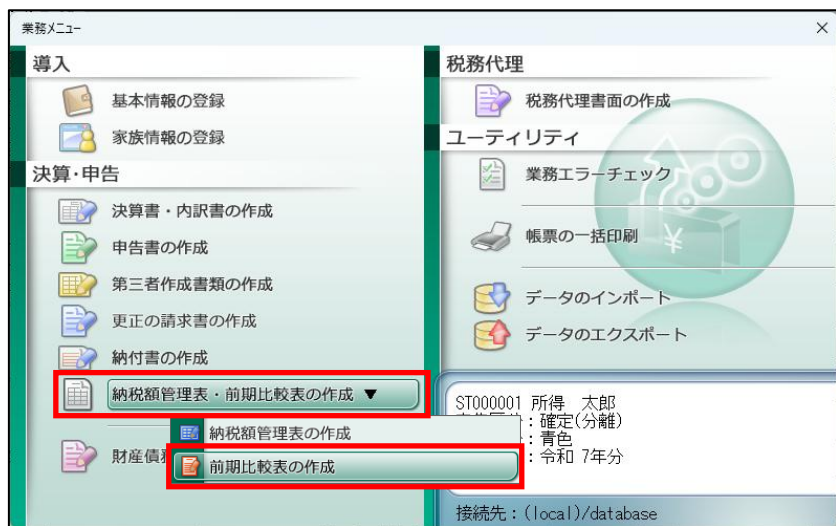 業務メニュー
導入
基本情報の登録
家族情報の登録
決算・申告
決算書・内訳書の作成
申告書の作成
第三者作成書類の作成
更正の請求書の作成
納付書の作成
納税額管理表・前期比較表の作成 ▼
納税額管理表の作成
前期比較表の作成
財産債
税務代理
税務代理書面の作成
ユーティリティ
業務エラーチェック
帳票の一括印刷
データのインポート
データのエクスポート
ST000001 所得 太郎
：確定(分離)
：青色
：令和 7年分
接続先：(local)/database